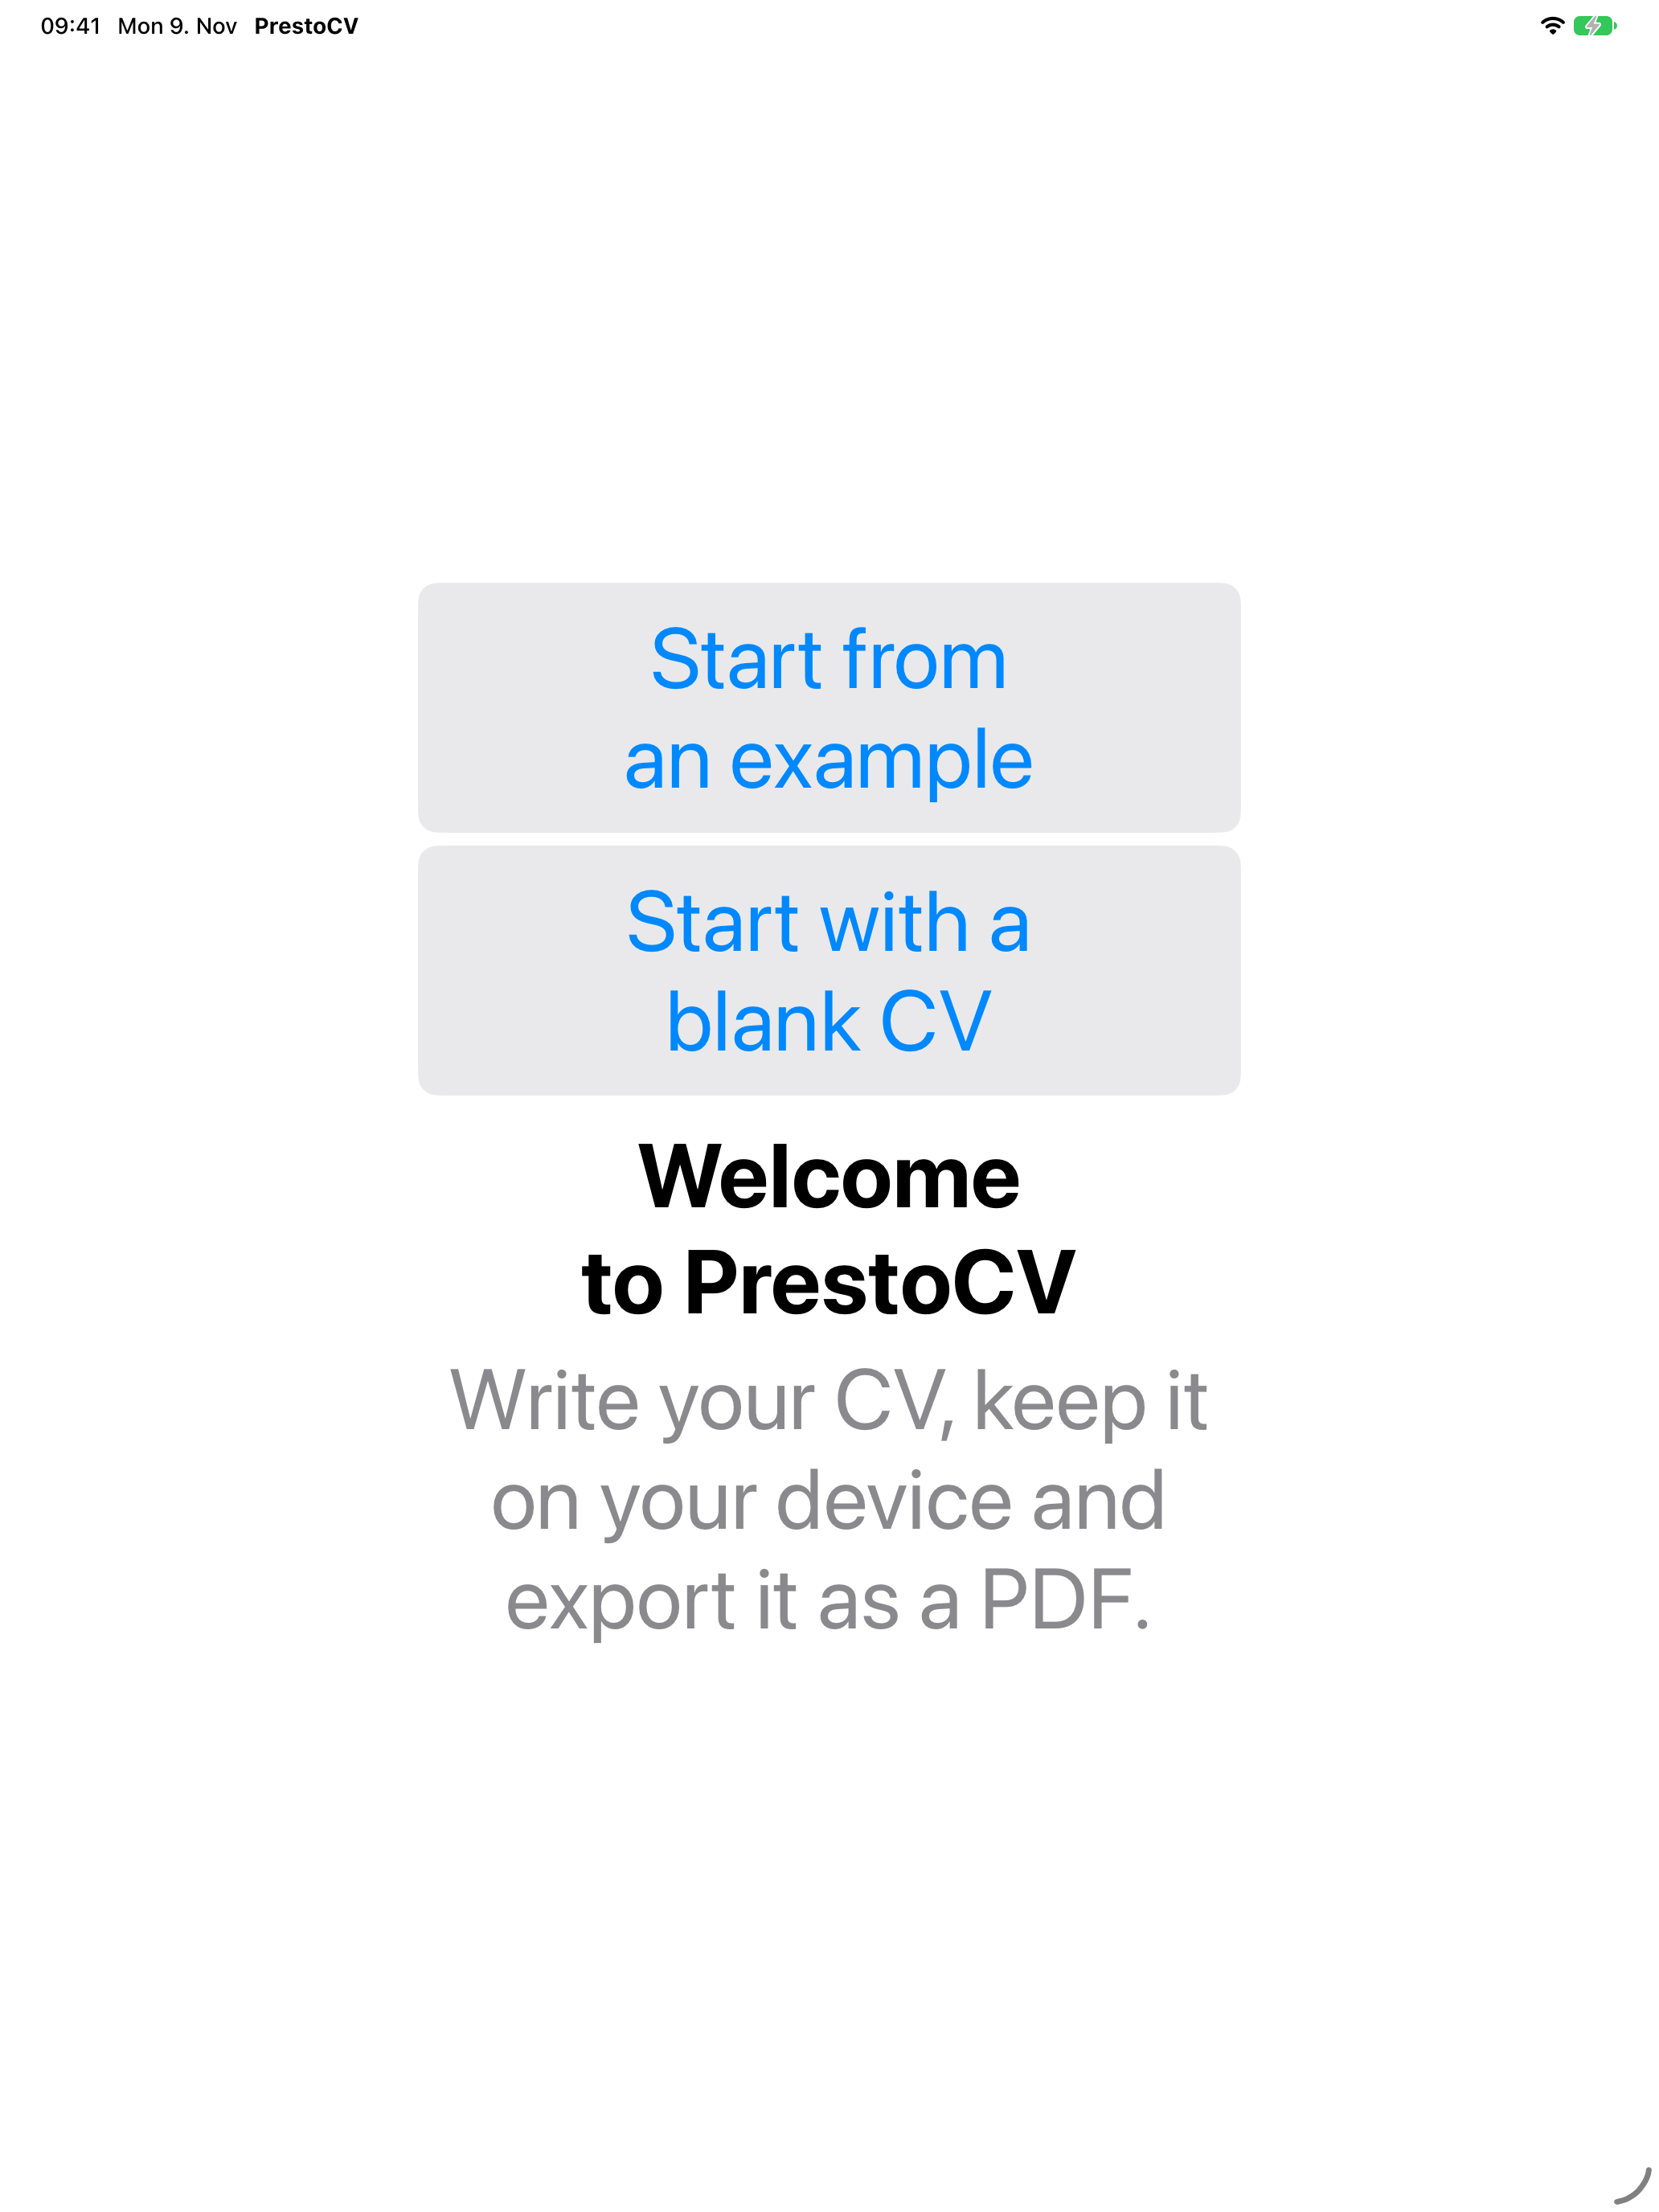 09:41 Mon 9. Nov PrestoCV
Start from
an example
Start with a
blank CV
Welcome
to PrestoCV
Write your CV, keep it
on your device and
export it as a PDF.